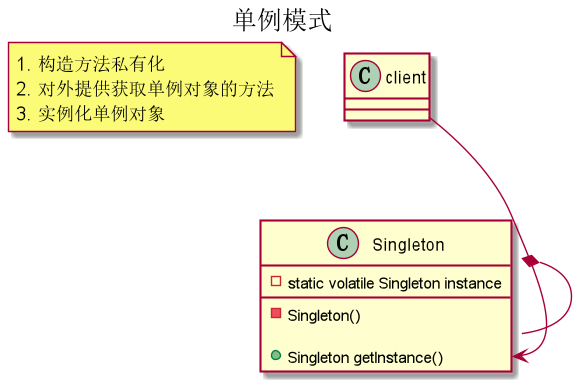 单例模式
1. 构造方法私有化
2. 对外提供获取单例对象的方法
3. 实例化单例对象
C client
C Singleton
static volatile Singleton instance
Singleton()
Singleton getInstance()